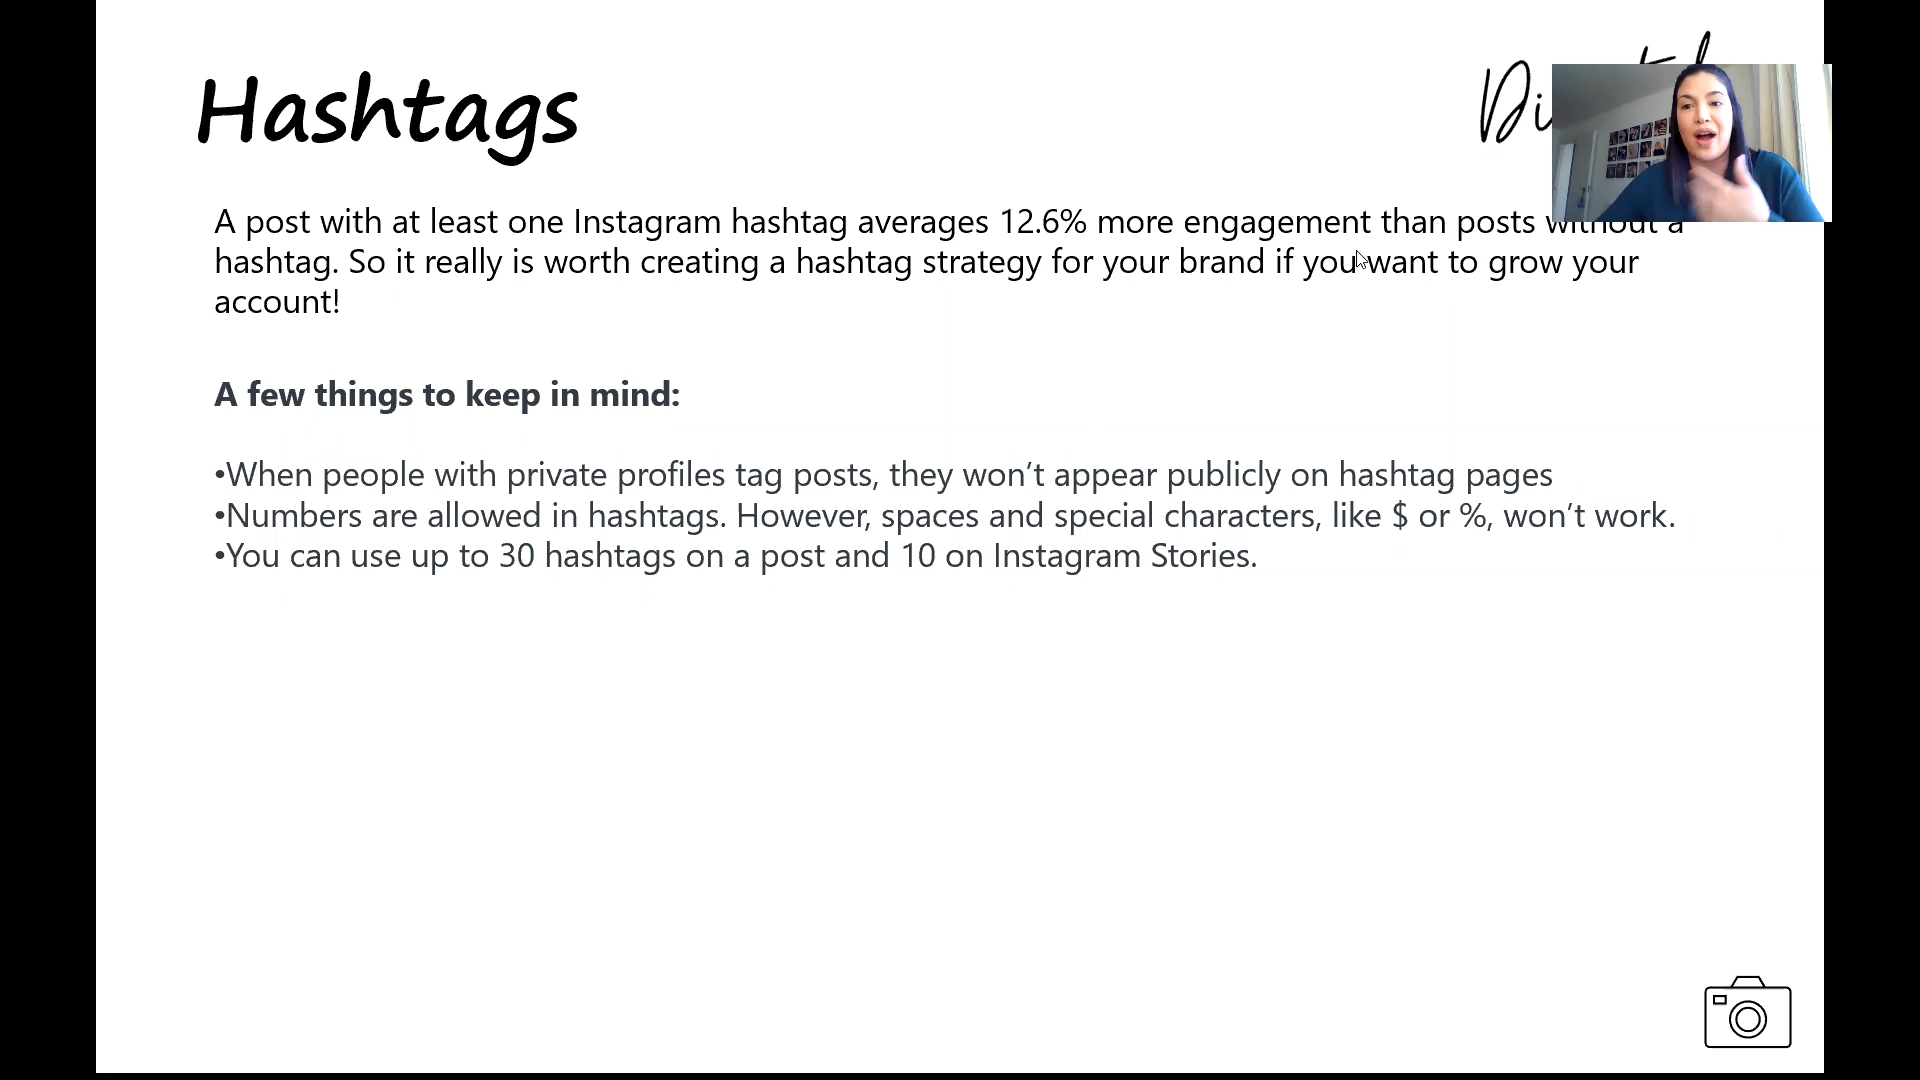 Hashtags
A post with at least one Instagram hashtag averages 12.6% more engagement than posts without a
hashtag. So it really is worth creating a hashtag strategy for your brand if you want to grow your
account!
A few things to keep in mind:
•When people with private profiles tag posts, they won’t appear publicly on hashtag pages
•Numbers are allowed in hashtags. However, spaces and special characters, like $ or %, won’t work.
•You can use up to 30 hashtags on a post and 10 on Instagram Stories.